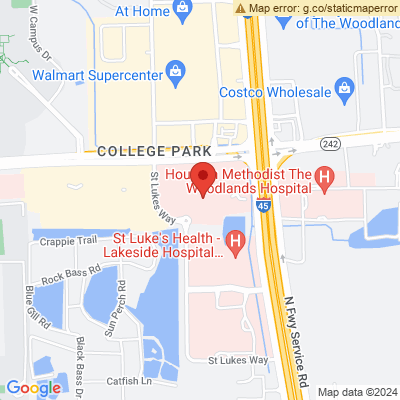 Map error: g.co/staticmaperror
W Campus Dr
At Home
of The Woodland
Walmart Supercenter
Costco Wholesale
242
COLLEGE PARK
Houston Methodist The
Woodlands Hospital
H
St Lukes Way
45
Crappie Trail
St Luke's Health -
Lakeside Hospital...
H
Rock Bass Rd
Blue Gill Rd
Sun Perch Rd
Black Bass Dr
N Fwy Service Rd
St Lukes Way
Catfish Ln
Google
Map data ©2024